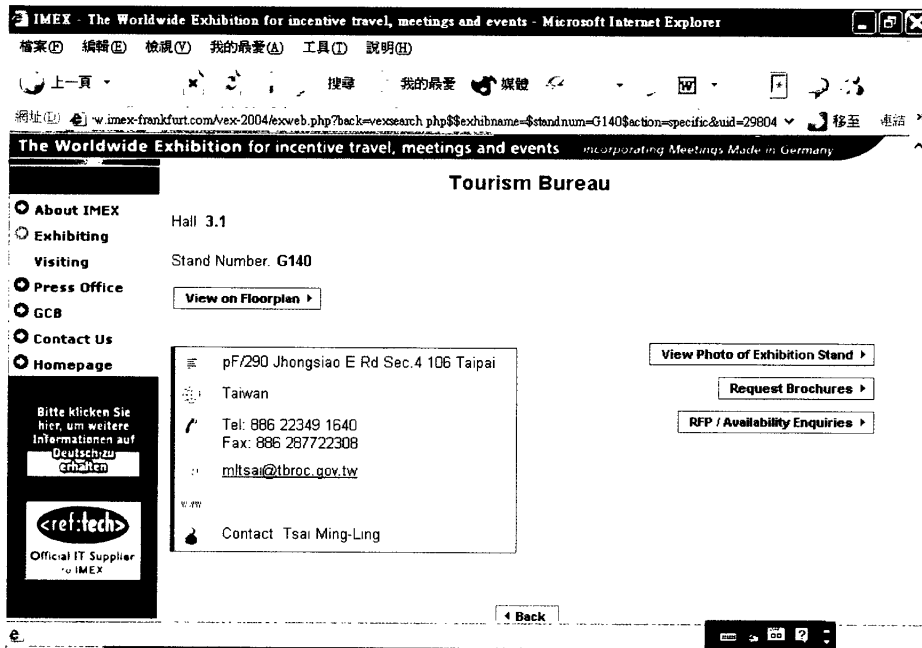 IMEX - The Worldwide Exhibition for incentive travel, meetings and events - Microsoft Internet Explorer
檔案(F) 編輯(E) 檢視(V) 我的最愛(A) 工具(T) 說明(H)
上一頁 搜尋 我的最愛 媒體 W
網址(D) w.imex-frankfurt.com/vex-2004/exweb.php?back=vexsearch php$$exhibname=$standnum=G140$action=specific&uid=29804 移至 連結 »
The Worldwide Exhibition for incentive travel, meetings and events incorporating Meetings Made in Germany
Tourism Bureau
About IMEX
Exhibiting
Visiting
Press Office
GCB
Contact Us
Homepage
Bitte klicken Sie
hier, um weitere
Informationen auf
Deutsch zu
erhalten
<ref:tech>
Official IT Supplier
to IMEX
Hall 3.1
Stand Number. G140
View on Floorplan
pF/290 Jhongsiao E Rd Sec.4 106 Taipai
Taiwan
Tel: 886 22349 1640
Fax: 886 287722308
mltsai@tbroc.gov.tw
www
Contact Tsai Ming-Ling
View Photo of Exhibition Stand
Request Brochures
RFP / Availability Enquiries
Back